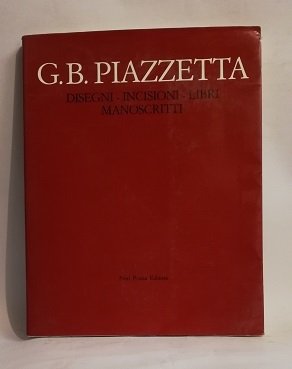 G.B. PIAZZETTA
DISEGNI · INCISIONI · LIBRI
MANOSCRITTI
Neri Pozza Editore